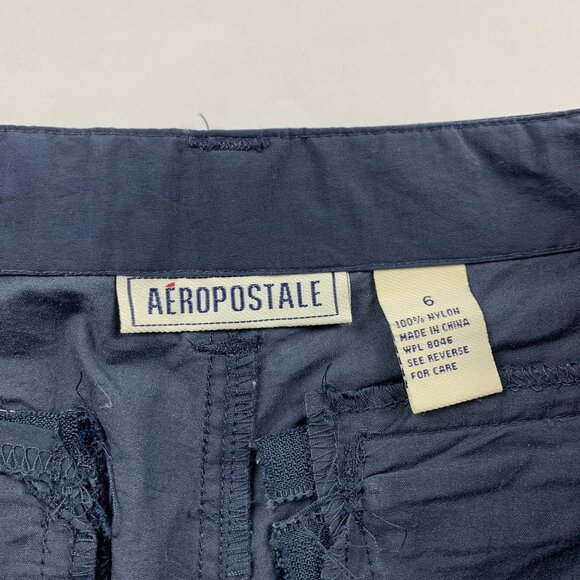 AÉROPOSTALE
6
100% NYLON
MADE IN CHINA
WPL 8046
SEE REVERSE
FOR CARE